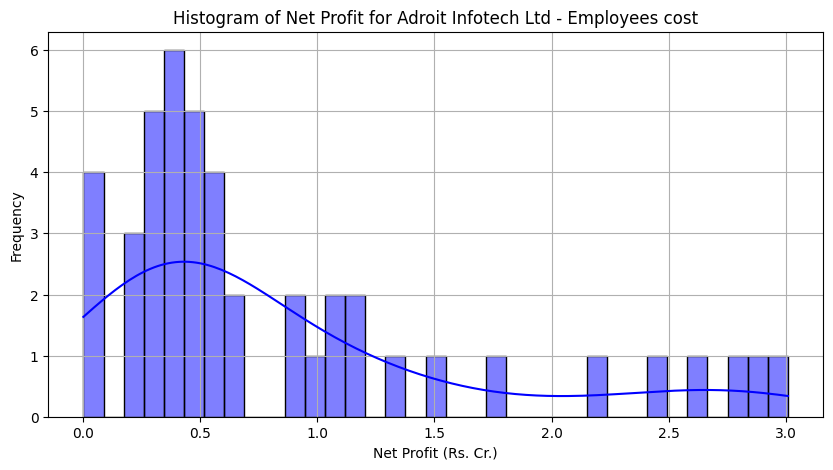 Histogram of Net Profit for Adroit Infotech Ltd - Employees cost
Frequency
6
5
4
3
2
1
0
0.0 0.5 1.0 1.5 2.0 2.5 3.0
Net Profit (Rs. Cr.)